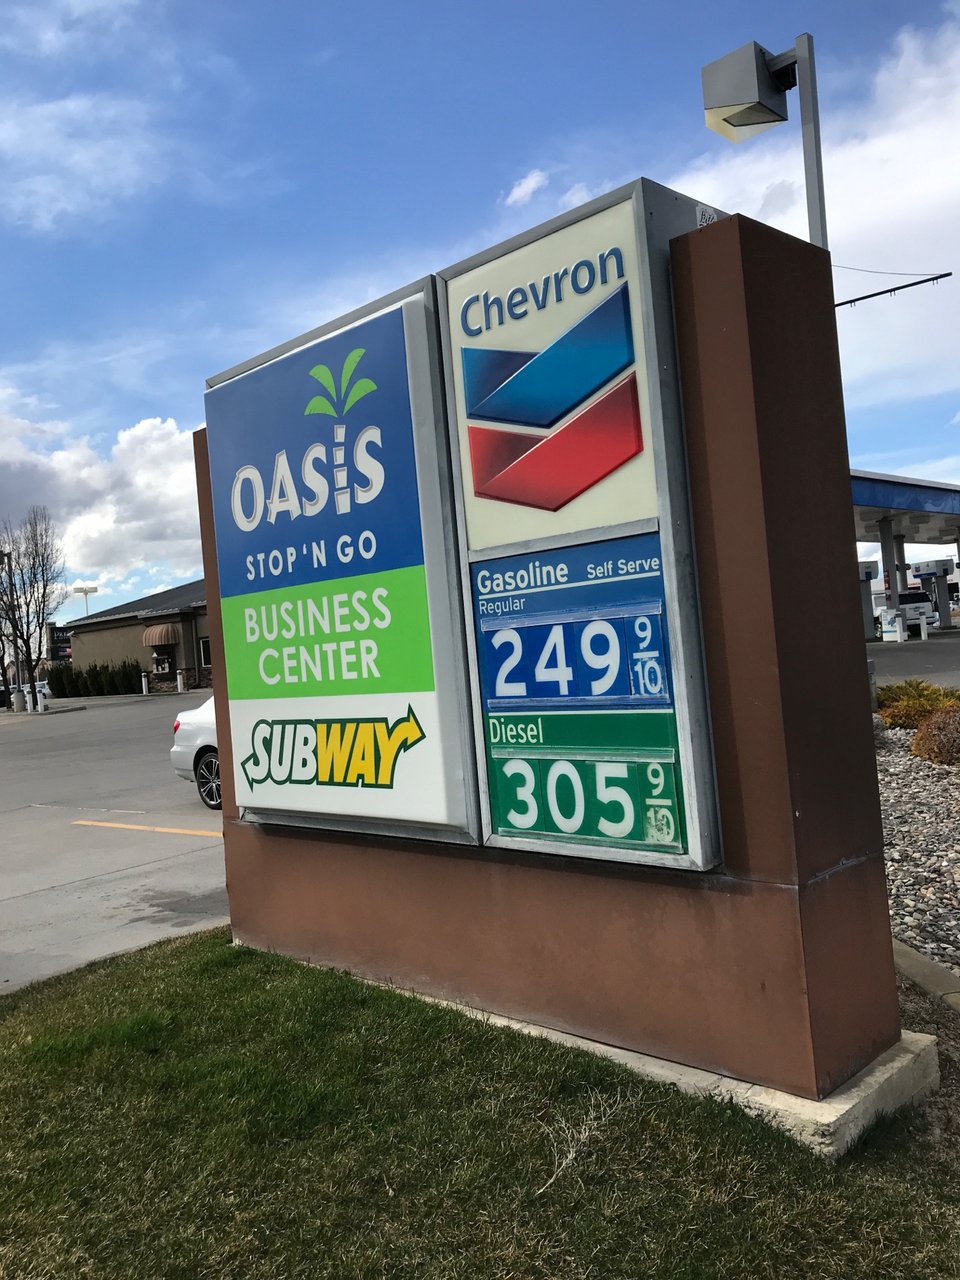 OASIS
STOP 'N GO
BUSINESS
CENTER
SUBWAY
Chevron
Gasoline Self Serve
Regular
249 9/10
Diesel
305 9/10